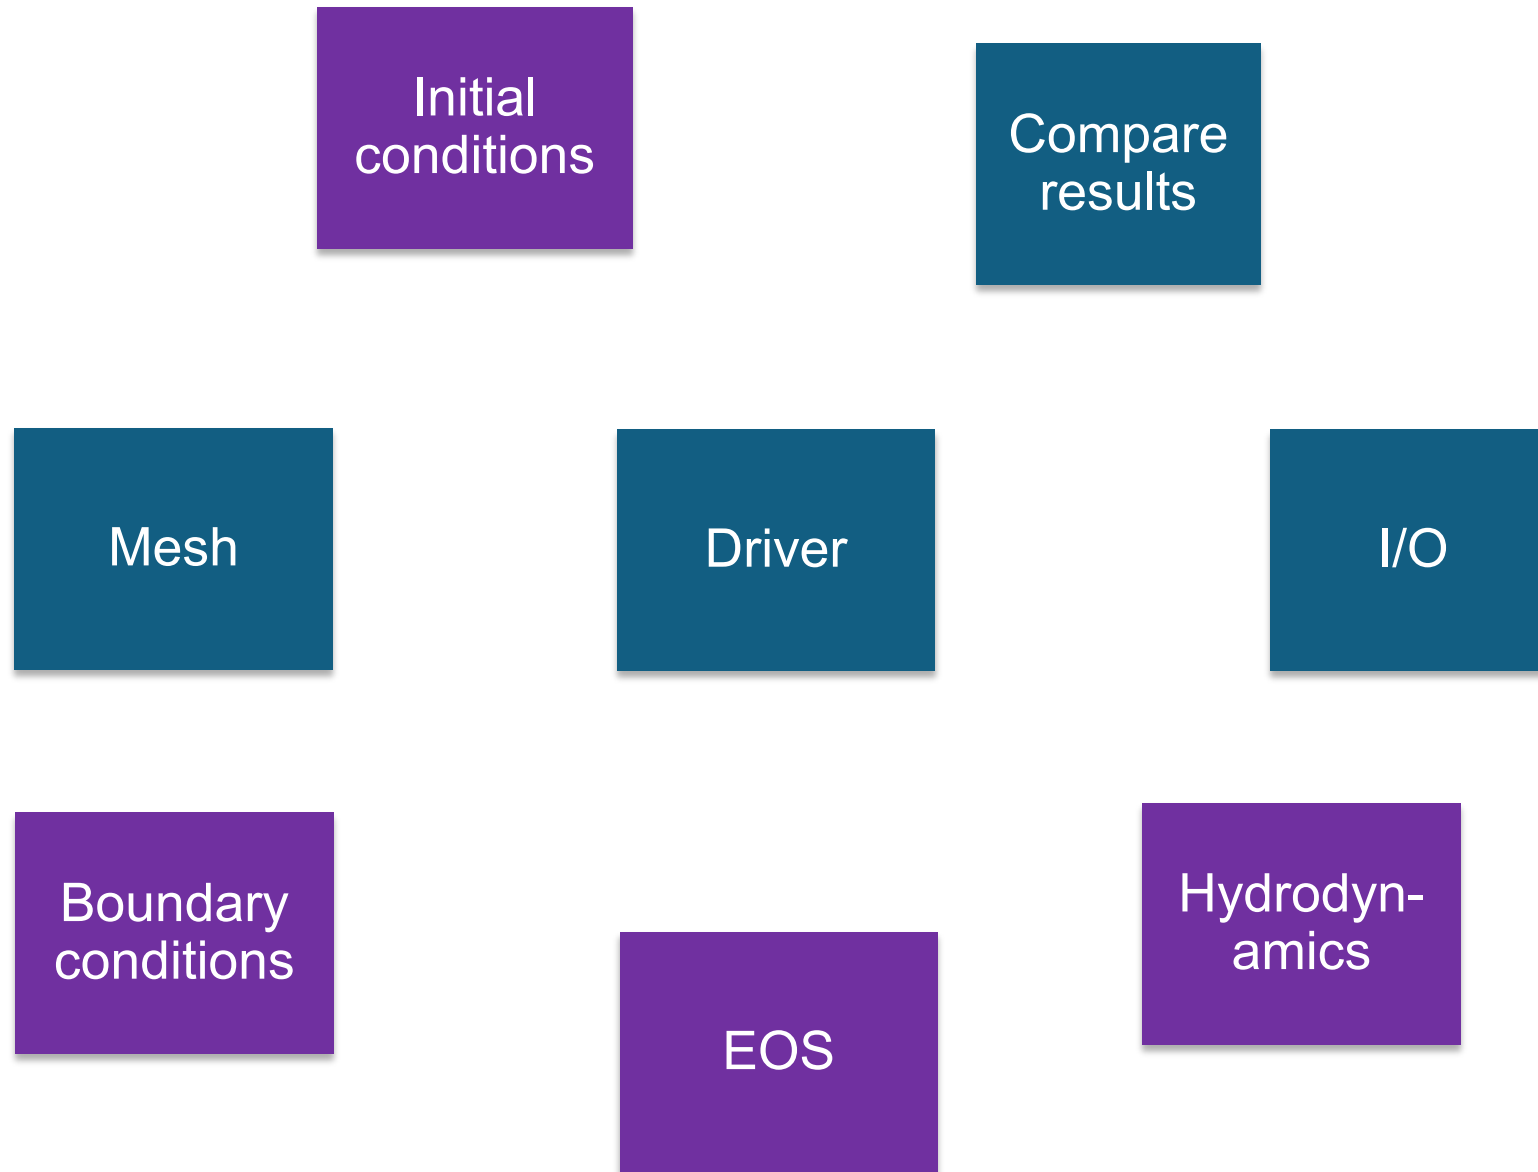 Initial
conditions
Compare
results
Mesh
Driver
I/O
Boundary
conditions
EOS
Hydrodyn-
amics